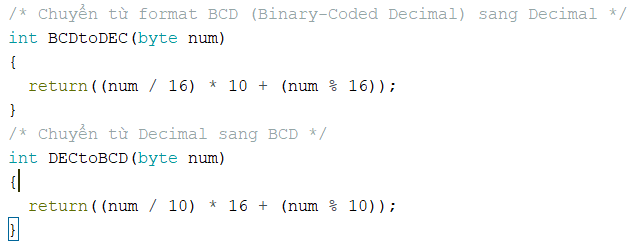 /* Chuyển từ format BCD (Binary-Coded Decimal) sang Decimal */
int BCDtoDEC(byte num)
{
  return((num / 16) * 10 + (num % 16));
}
/* Chuyển từ Decimal sang BCD */
int DECtoBCD(byte num)
{
  return((num / 10) * 16 + (num % 10));
}